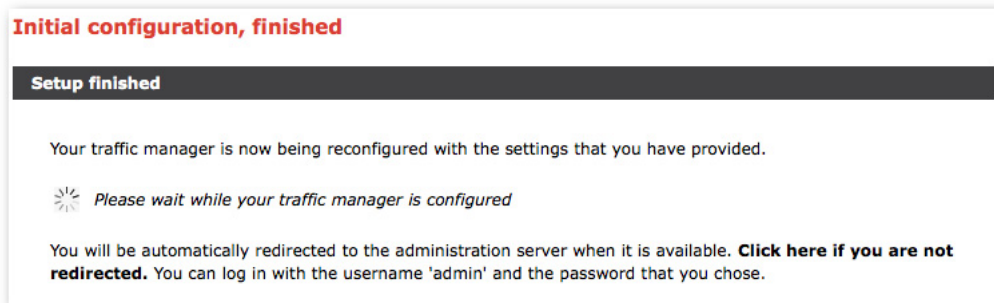 Initial configuration, finished
Setup finished
Your traffic manager is now being reconfigured with the settings that you have provided.
Please wait while your traffic manager is configured
You will be automatically redirected to the administration server when it is available. Click here if you are not
redirected. You can log in with the username 'admin' and the password that you chose.